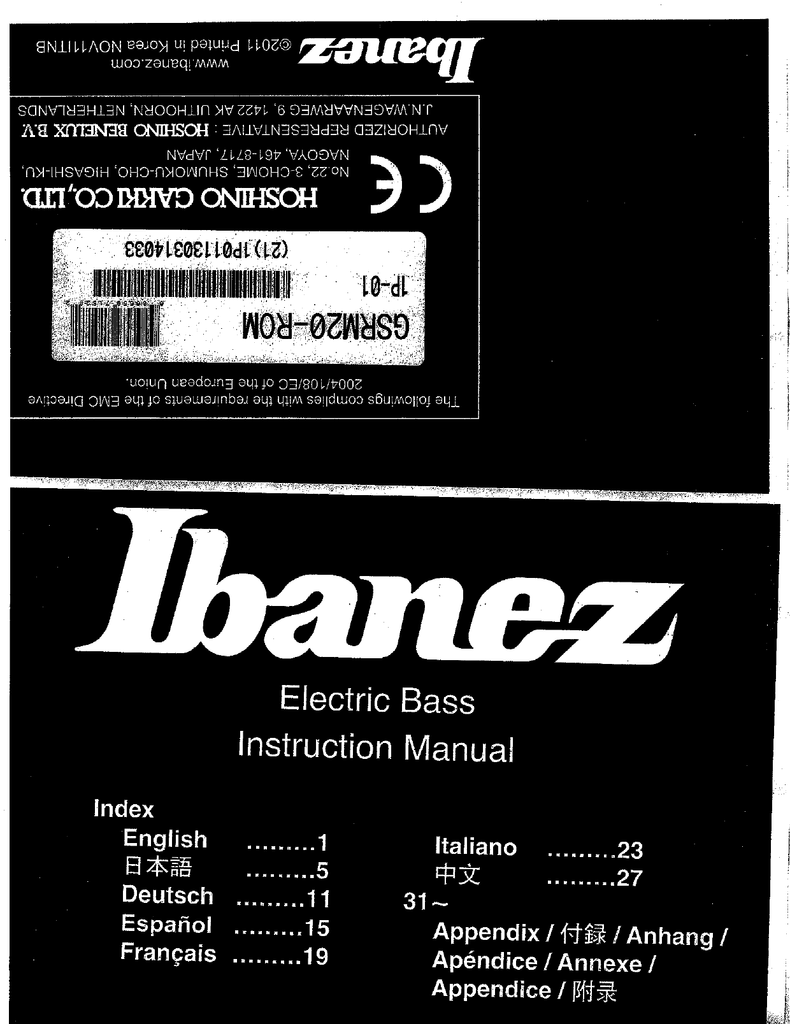 The followings complies with the requirements of the EMC Directive
2004/108/EC of the European Union.
GSRM20-ROM
1P-01
(21)1P01130314033
CE
HOSHINO GAKKI CO.,LTD.
No.22, 3-CHOME, SHUMOKU-CHO, HIGASHI-KU,
NAGOYA, 461-8717, JAPAN
AUTHORIZED REPRESENTATIVE : HOSHINO BENELUX B.V.
J.N.WAGENAARWEG 9, 1422 AK UITHOORN, NETHERLANDS
Ibanez
www.ibanez.com
©2011 Printed in Korea NOV111TNB
Ibanez
Electric Bass
Instruction Manual
Index
English .........1
日本語 .........5
Deutsch .........11
Español .........15
Français .........19
Italiano .........23
中文 .........27
31~
Appendix / 付録 / Anhang /
Apéndice / Annexe /
Appendice / 附录